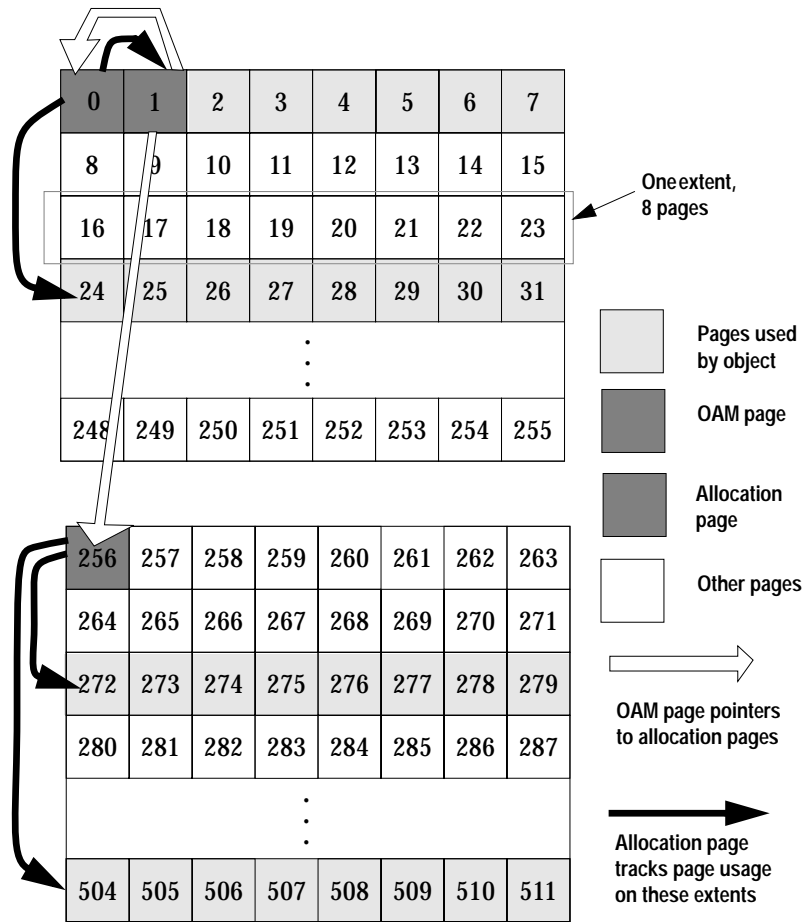 0 1 2 3 4 5 6 7
8 9 10 11 12 13 14 15
One extent,
8 pages
16 17 18 19 20 21 22 23
24 25 26 27 28 29 30 31
248 249 250 251 252 253 254 255
Pages used
by object
OAM page
Allocation
page
Other pages
OAM page pointers
to allocation pages
Allocation page
tracks page usage
on these extents
256 257 258 259 260 261 262 263
264 265 266 267 268 269 270 271
272 273 274 275 276 277 278 279
280 281 282 283 284 285 286 287
504 505 506 507 508 509 510 511